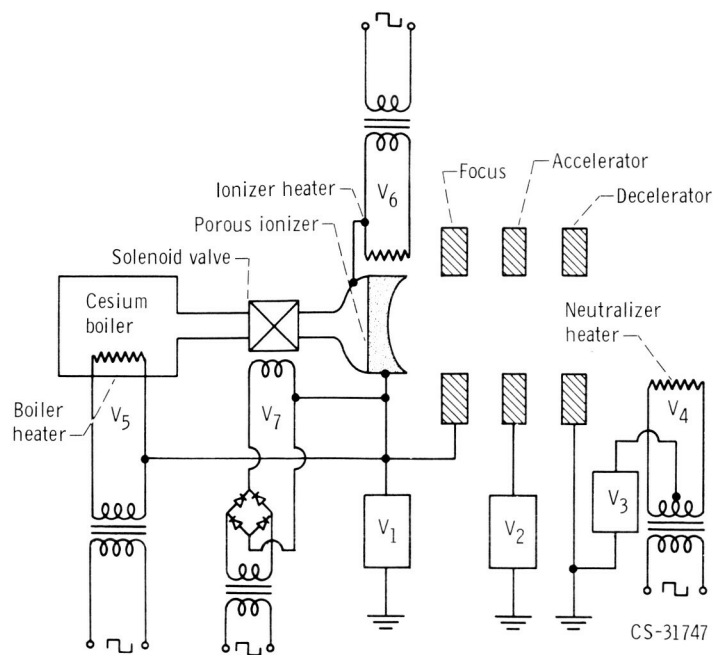 V6
Ionizer heater
Porous ionizer
Solenoid valve
Focus
Accelerator
Decelerator
Cesium
boiler
Neutralizer
heater
Boiler
heater
V5
V7
V4
V3
V1
V2
CS-31747